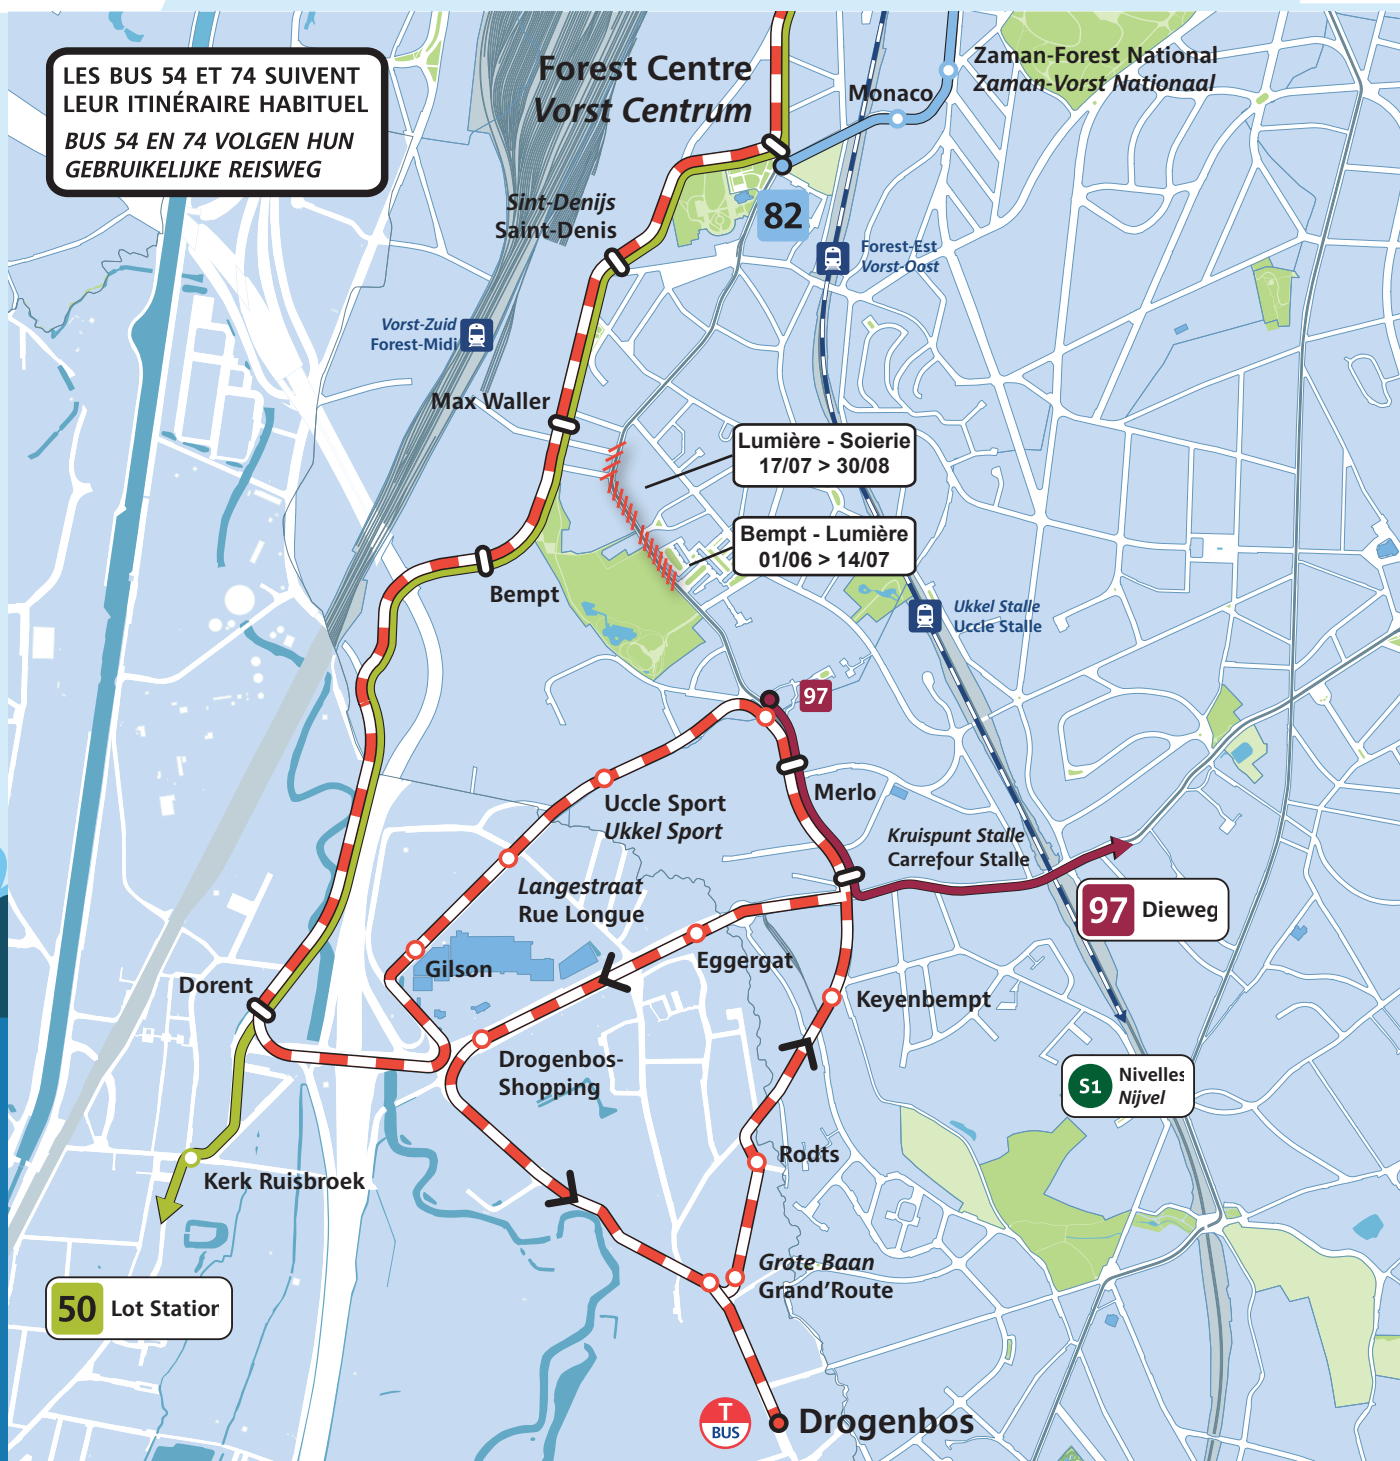 LES BUS 54 ET 74 SUIVENT
LEUR ITINÉRAIRE HABITUEL
BUS 54 EN 74 VOLGEN HUN
GEBRUIKELIJKE REISWEG
Forest Centre
Vorst Centrum
Zaman-Forest National
Zaman-Vorst Nationaal
Monaco
82
Sint-Denijs
Saint-Denis
Forest-Est
Vorst-Oost
Vorst-Zuid
Forest-Midi
Max Waller
Lumière - Soierie
17/07 > 30/08
Bempt - Lumière
01/06 > 14/07
Bempt
Ukkel Stalle
Uccle Stalle
97
Merlo
Uccle Sport
Ukkel Sport
Kruispunt Stalle
Carrefour Stalle
Langestraat
Rue Longue
97 Dieweg
Eggergat
Gilson
Dorent
Keyenbempt
Drogenbos-
Shopping
S1 Nivelles
Nijvel
Rodts
Kerk Ruisbroek
Grote Baan
Grand'Route
50 Lot Station
T
BUS
Drogenbos